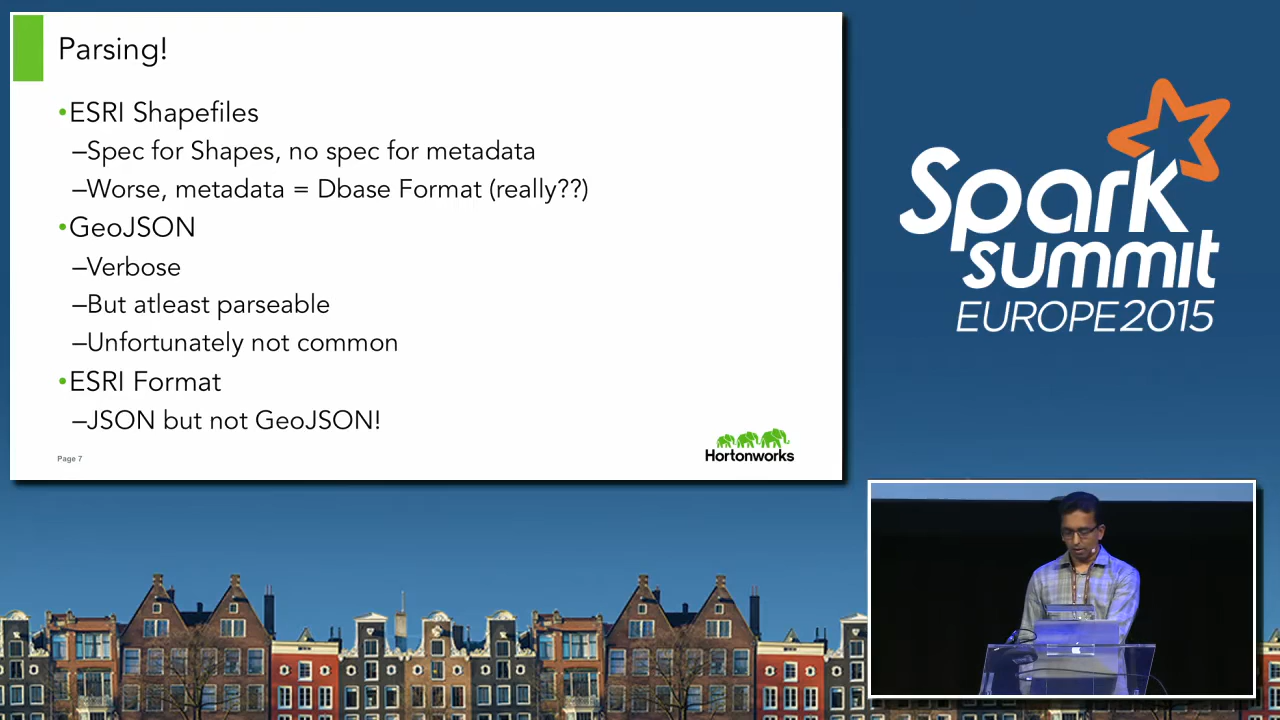 Parsing!
•ESRI Shapefiles
–Spec for Shapes, no spec for metadata
–Worse, metadata = Dbase Format (really??)
•GeoJSON
–Verbose
–But atleast parseable
–Unfortunately not common
•ESRI Format
–JSON but not GeoJSON!
Page 7
Hortonworks
Spark
summit
EUROPE 2015